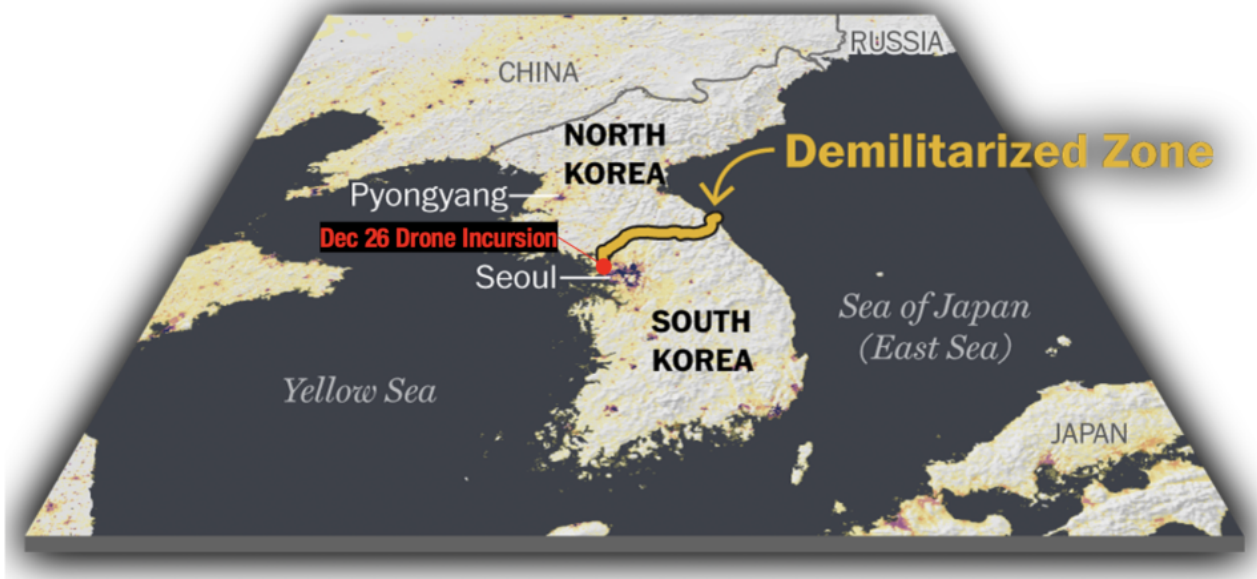 RUSSIA
CHINA
NORTH
KOREA
Demilitarized Zone
Pyongyang
Dec 26 Drone Incursion
Seoul
SOUTH
KOREA
Sea of Japan
(East Sea)
Yellow Sea
JAPAN